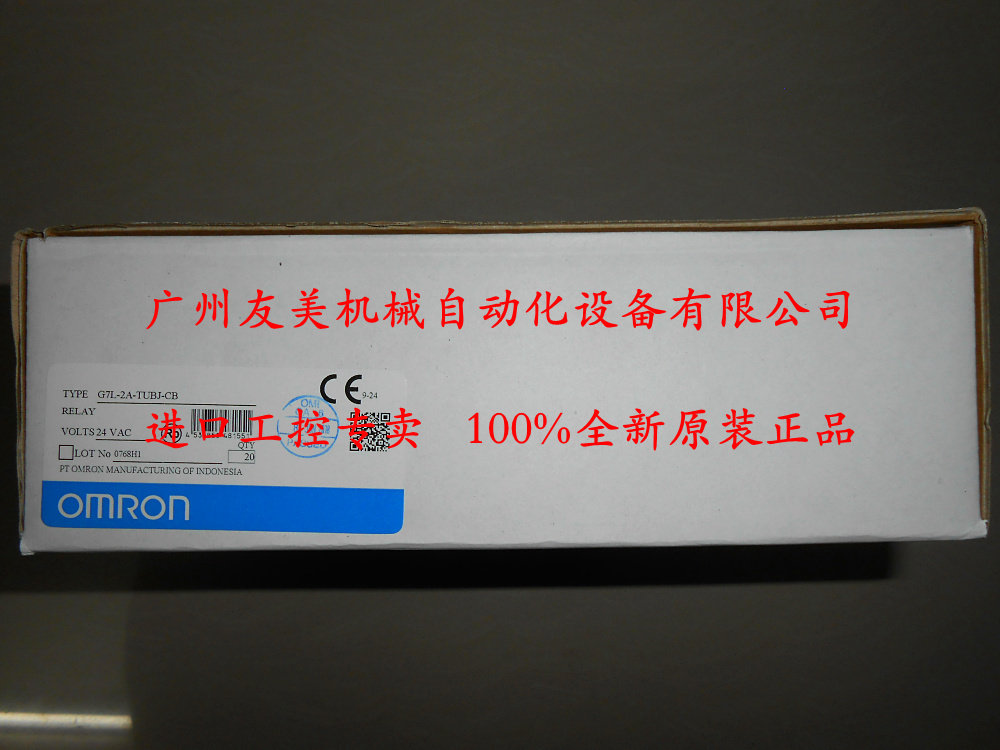 广州友美机械自动化设备有限公司
TYPE G7L-2A-TUBJ-CB
9-24
RELAY
进口工控专卖 100%全新原装正品
VOLTS 24 VAC
QTY
LOT No 0768H1 20
PT OMRON MANUFACTURING OF INDONESIA
OMRON